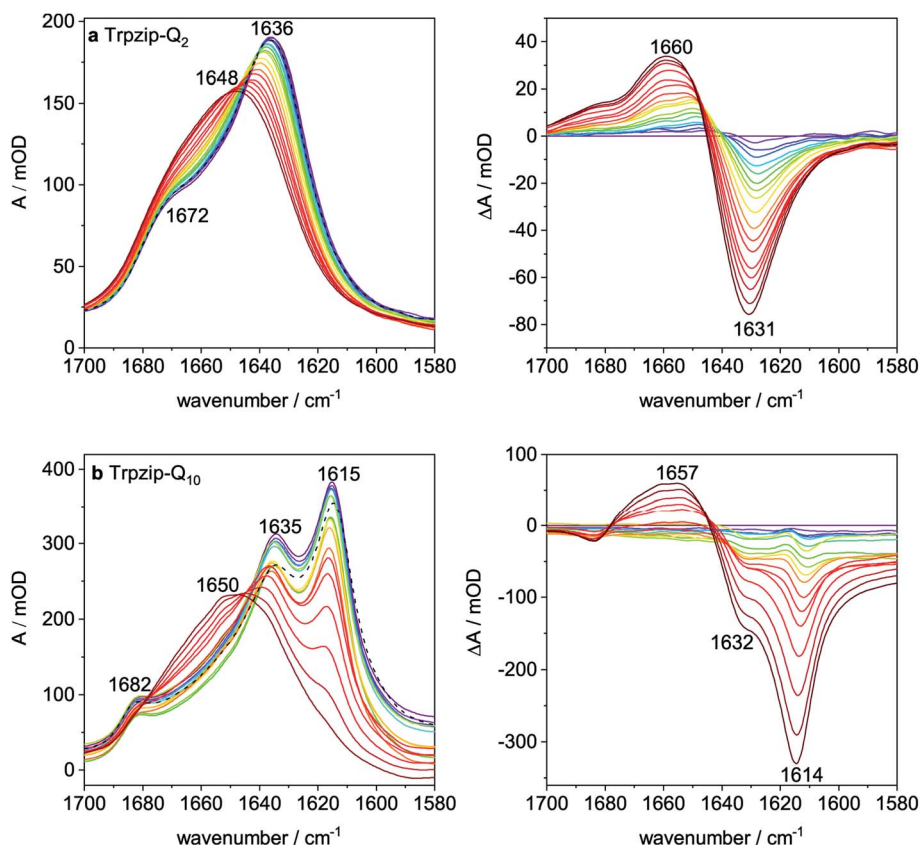 a Trpzip-Q₂
1636
1648
1672
200
150
100
50
0
A / mOD
1700 1680 1660 1640 1620 1600 1580
wavenumber / cm⁻¹
1660
1631
40
20
0
-20
-40
-60
-80
ΔA / mOD
1700 1680 1660 1640 1620 1600 1580
wavenumber / cm⁻¹
b Trpzip-Q₁₀
1615
1635
1650
1682
400
300
200
100
0
A / mOD
1700 1680 1660 1640 1620 1600 1580
wavenumber / cm⁻¹
1657
1632
1614
100
0
-100
-200
-300
ΔA / mOD
1700 1680 1660 1640 1620 1600 1580
wavenumber / cm⁻¹